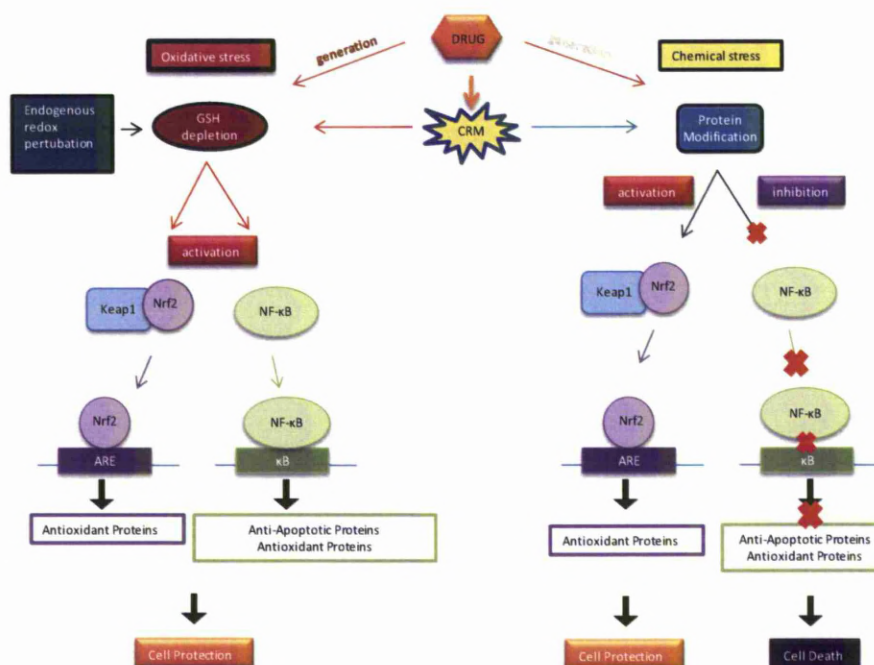 DRUG
generation
generation
Oxidative stress
Chemical stress
Endogenous
redox
pertubation
GSH
depletion
CRM
Protein
Modification
activation
activation
inhibition
Keap1
Nrf2
NF-κB
Keap1
Nrf2
NF-κB
Nrf2
ARE
NF-κB
κB
Nrf2
ARE
NF-κB
κB
Antioxidant Proteins
Anti-Apoptotic Proteins
Antioxidant Proteins
Antioxidant Proteins
Anti-Apoptotic Proteins
Antioxidant Proteins
Cell Protection
Cell Protection
Cell Death